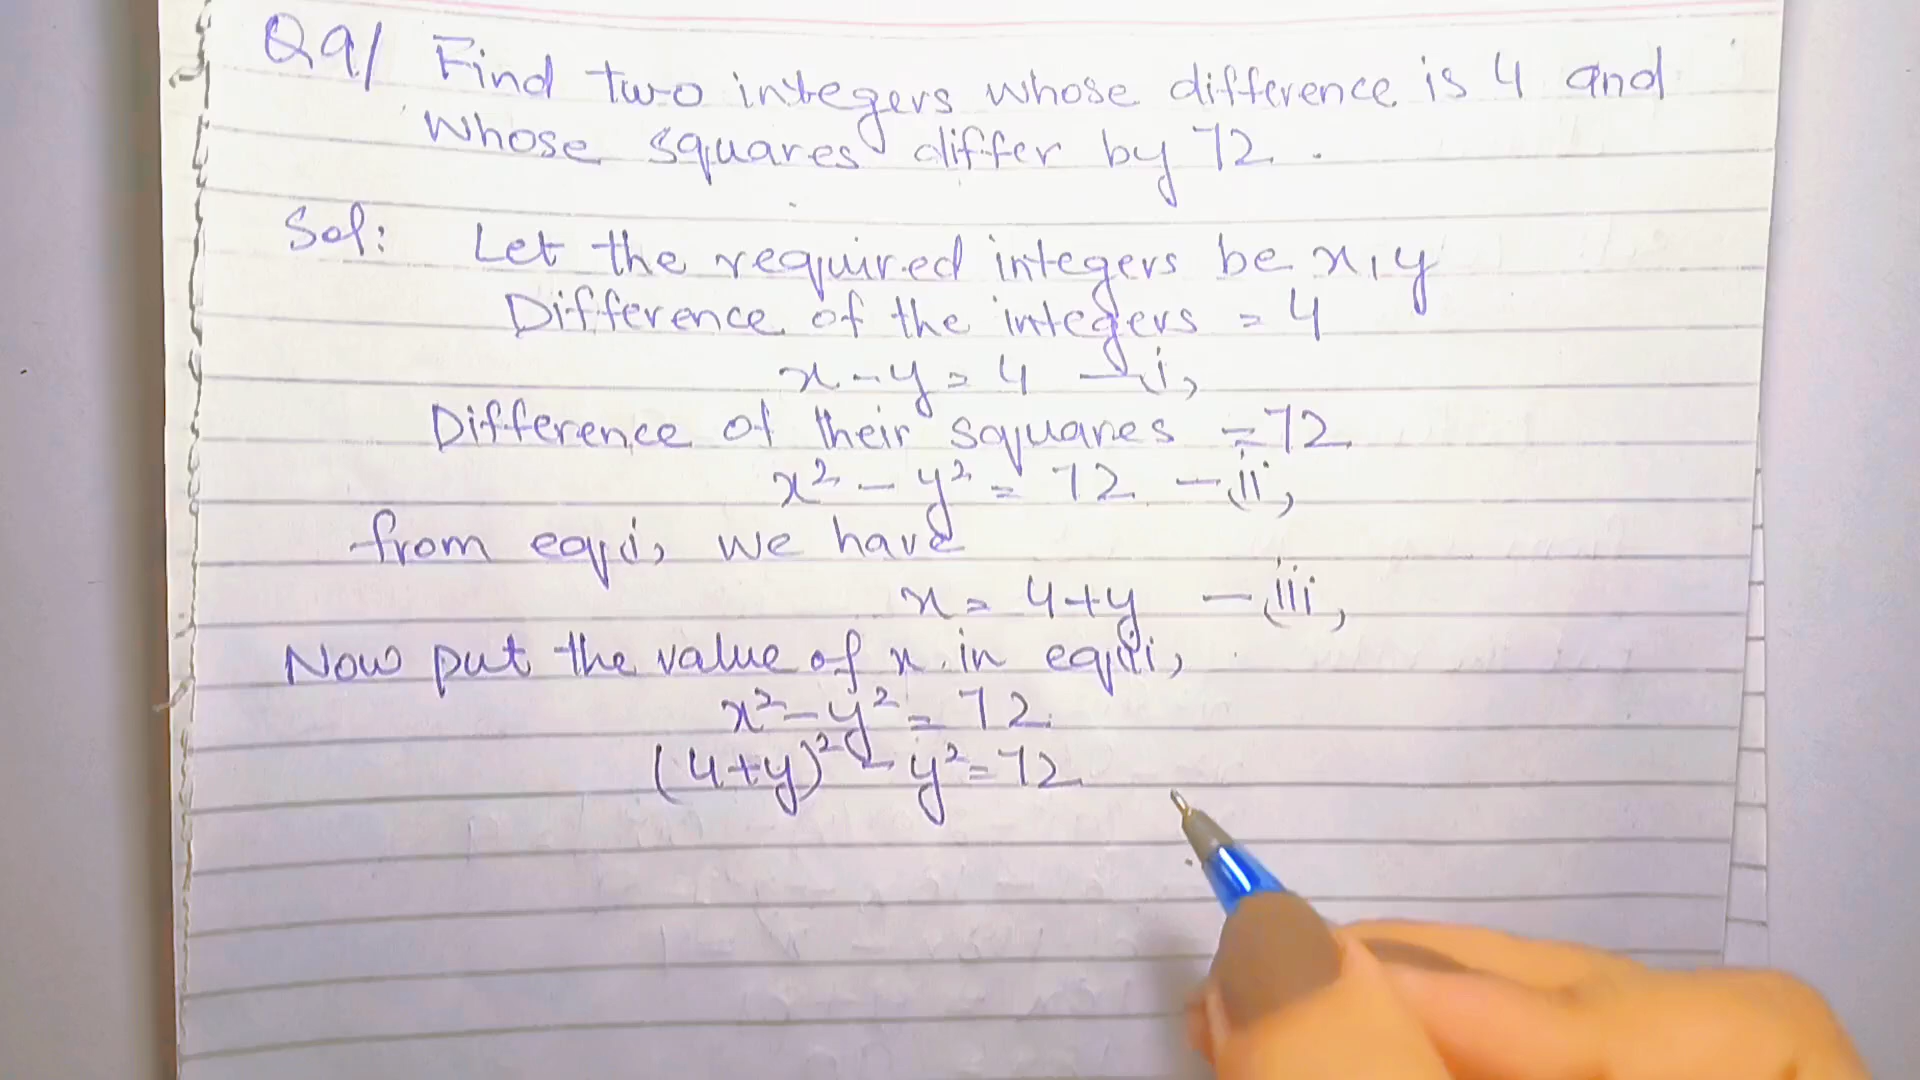 Q9/ Find two integers whose difference is 4 and
whose squares differ by 72.
Sol: Let the required integers be x, y
Difference of the integers = 4
x - y = 4 - i,
Difference of their squares = 72
x² - y² = 72 - ii,
from eq i, we have
x = 4+y - iii,
Now put the value of x in eq ii,
x² - y² = 72
(4+y)² - y² = 72